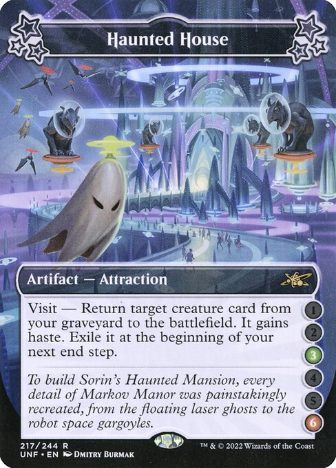 Haunted House
Artifact — Attraction
Visit — Return target creature card from
your graveyard to the battlefield. It gains
haste. Exile it at the beginning of your
next end step.
To build Sorin's Haunted Mansion, every
detail of Markov Manor was painstakingly
recreated, from the floating laser ghosts to the
robot space gargoyles.
1
2
3
4
5
6
217/244 R
UNF • EN DMITRY BURMAK
™ & © 2022 Wizards of the Coast